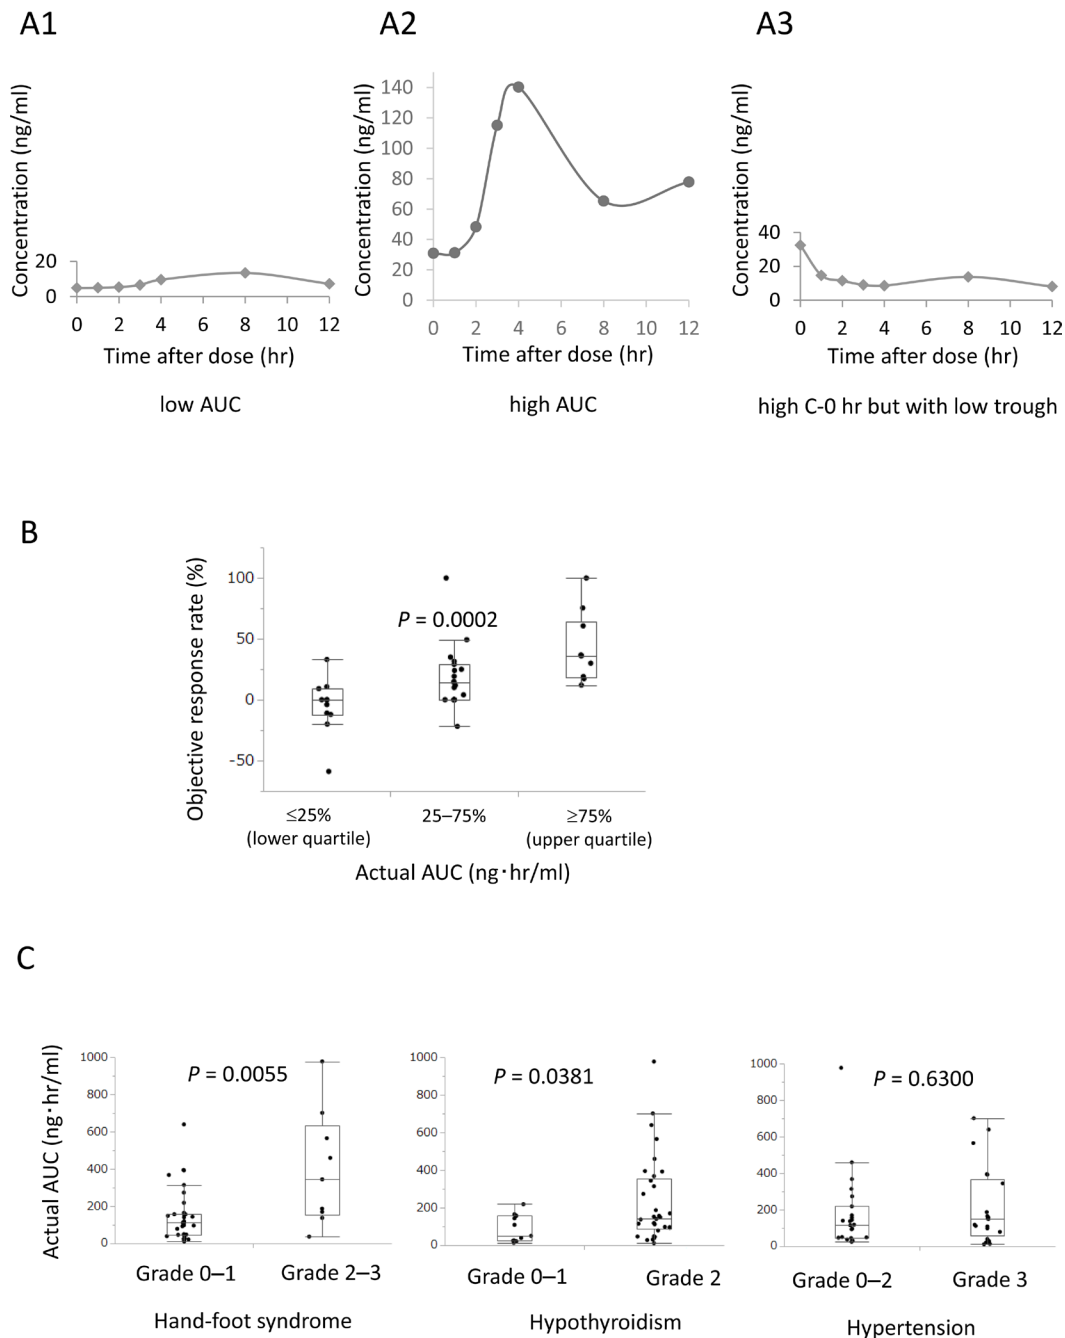 A1
A2
A3
Concentration (ng/ml)
20
0
0 2 4 6 8 10 12
Time after dose (hr)
low AUC
Concentration (ng/ml)
140
120
100
80
60
40
20
0
0 2 4 6 8 10 12
Time after dose (hr)
high AUC
Concentration (ng/ml)
40
20
0
0 2 4 6 8 10 12
Time after dose (hr)
high C-0 hr but with low trough
B
Objective response rate (%)
100
50
0
-50
P = 0.0002
≤25%
(lower quartile)
25–75%
≥75%
(upper quartile)
Actual AUC (ng·hr/ml)
C
Actual AUC (ng·hr/ml)
1000
800
600
400
200
0
P = 0.0055
Grade 0–1
Grade 2–3
Hand-foot syndrome
1000
800
600
400
200
0
P = 0.0381
Grade 0–1
Grade 2
Hypothyroidism
1000
800
600
400
200
0
P = 0.6300
Grade 0–2
Grade 3
Hypertension